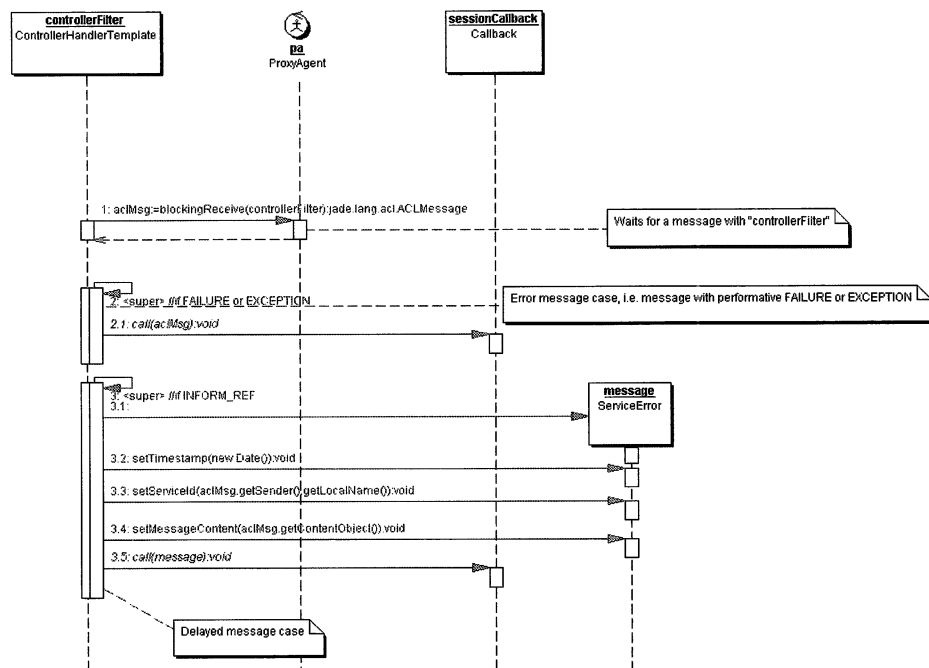 controllerFilter
ControllerHandlerTemplate
pa
ProxyAgent
sessionCallback
Callback
1: aclMsg:=blockingReceive(controllerFilter):jade.lang.acl.ACLMessage
Waits for a message with "controllerFilter"
2: <super> //if FAILURE or EXCEPTION
Error message case, i.e. message with performative FAILURE or EXCEPTION
2.1: call(aclMsg):void
3: <super> //if INFORM_REF
3.1:
message
ServiceError
3.2: setTimestamp(new Date()):void
3.3: setServiceId(aclMsg.getSender().getLocalName()):void
3.4: setMessageContent(aclMsg.getContentObject()):void
3.5: call(message):void
Delayed message case